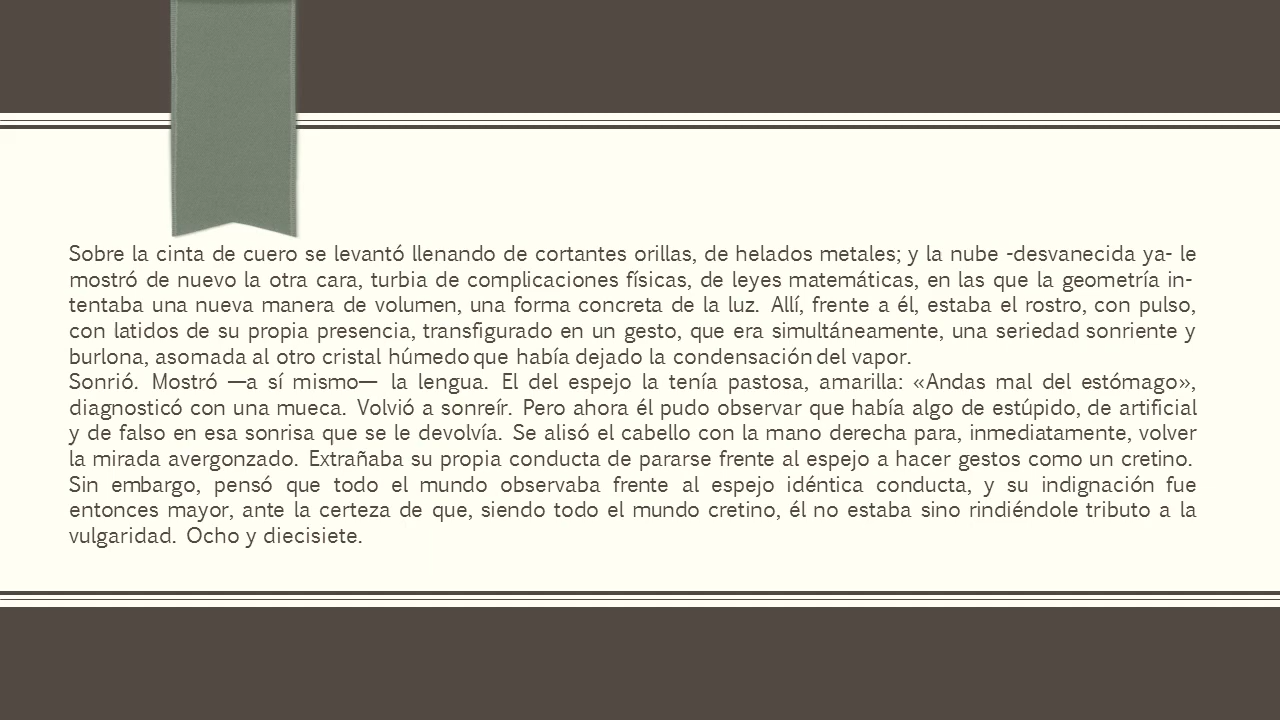 Sobre la cinta de cuero se levantó llenando de cortantes orillas, de helados metales; y la nube -desvanecida ya- le
mostró de nuevo la otra cara, turbia de complicaciones físicas, de leyes matemáticas, en las que la geometría in-
tentaba una nueva manera de volumen, una forma concreta de la luz. Allí, frente a él, estaba el rostro, con pulso,
con latidos de su propia presencia, transfigurado en un gesto, que era simultáneamente, una seriedad sonriente y
burlona, asomada al otro cristal húmedo que había dejado la condensación del vapor.
Sonrió. Mostró —a sí mismo— la lengua. El del espejo la tenía pastosa, amarilla: «Andas mal del estómago»,
diagnosticó con una mueca. Volvió a sonreír. Pero ahora él pudo observar que había algo de estúpido, de artificial
y de falso en esa sonrisa que se le devolvía. Se alisó el cabello con la mano derecha para, inmediatamente, volver
la mirada avergonzado. Extrañaba su propia conducta de pararse frente al espejo a hacer gestos como un cretino.
Sin embargo, pensó que todo el mundo observaba frente al espejo idéntica conducta, y su indignación fue
entonces mayor, ante la certeza de que, siendo todo el mundo cretino, él no estaba sino rindiéndole tributo a la
vulgaridad. Ocho y diecisiete.